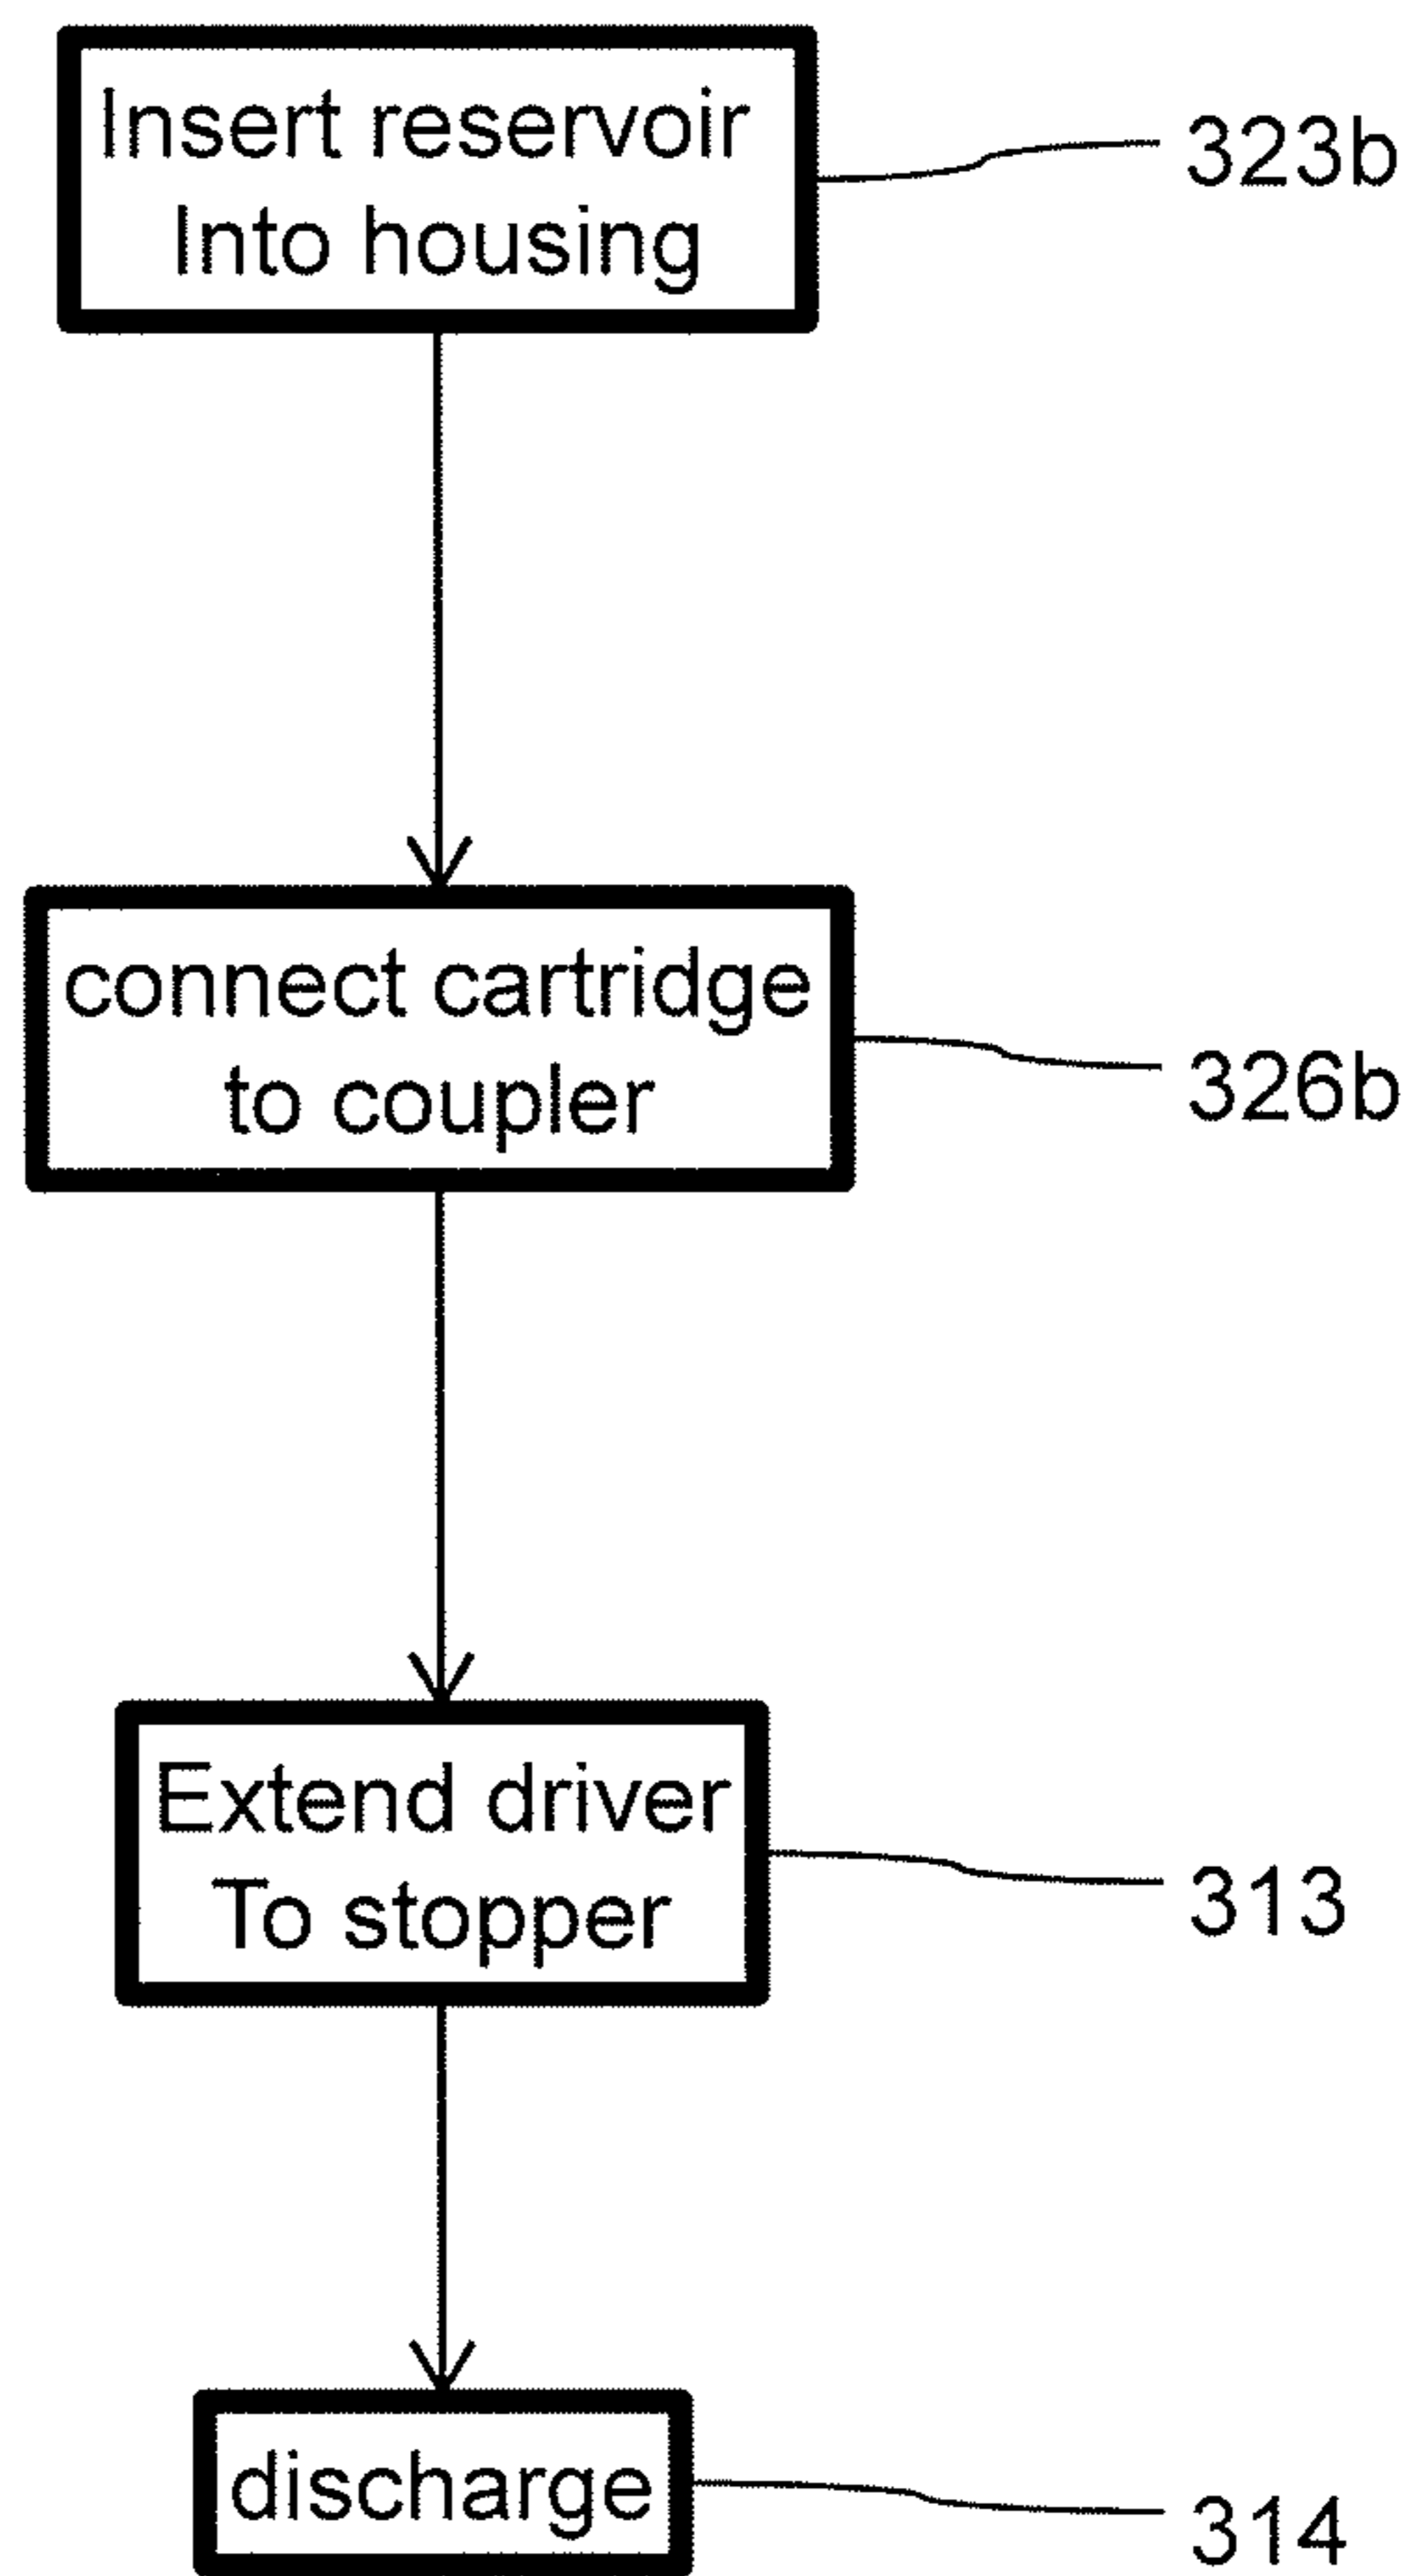 Insert reservoir
Into housing
323b
connect cartridge
to coupler
326b
Extend driver
To stopper
313
discharge
314